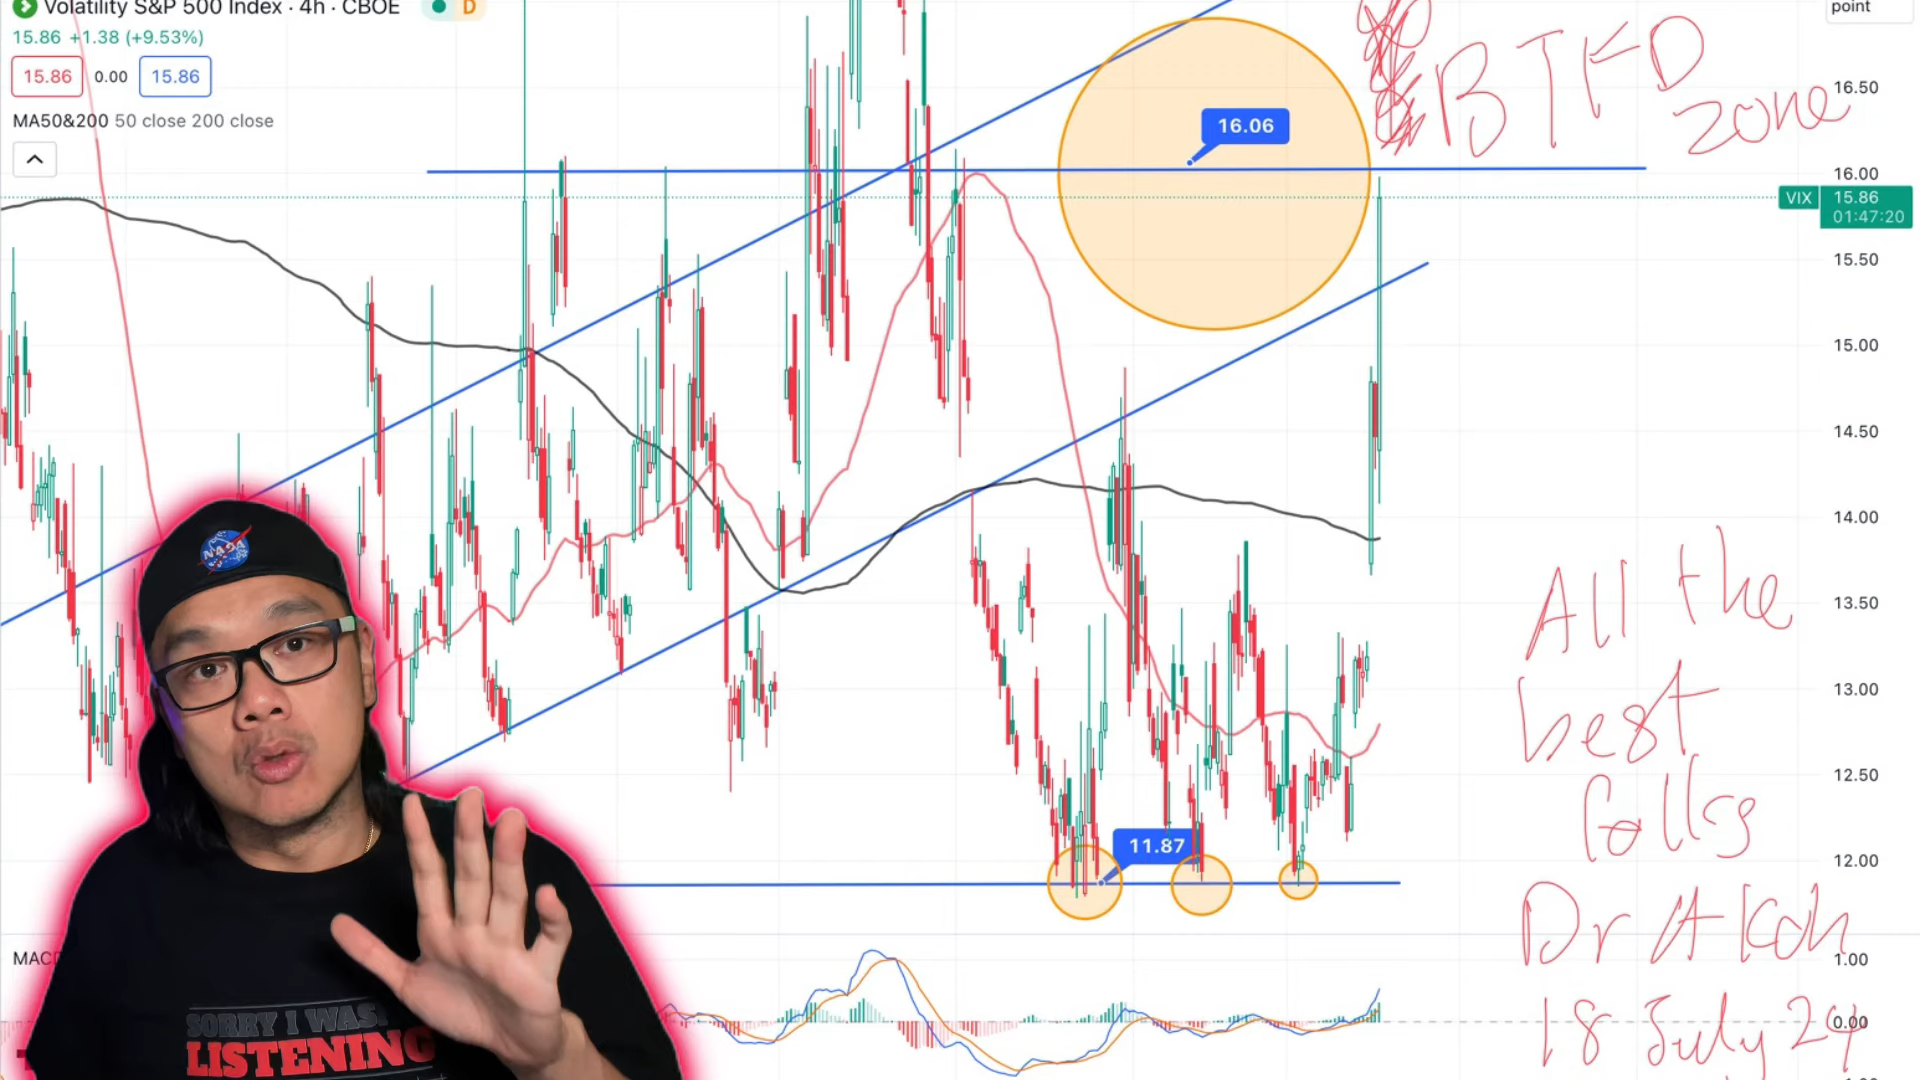 Volatility S&P 500 Index · 4h · CBOE
D
15.86 +1.38 (+9.53%)
15.86 0.00 15.86
MA50&200 50 close 200 close
point
BTFD
zone
16.50
16.06
16.00
VIX 15.86
01:47:20
15.50
15.00
14.50
14.00
13.50
13.00
12.50
12.00
11.87
All the
best
folks
Dr A Koh
18 July 24
NASA
SORRY I WAS
LISTENING
1.00
0.00